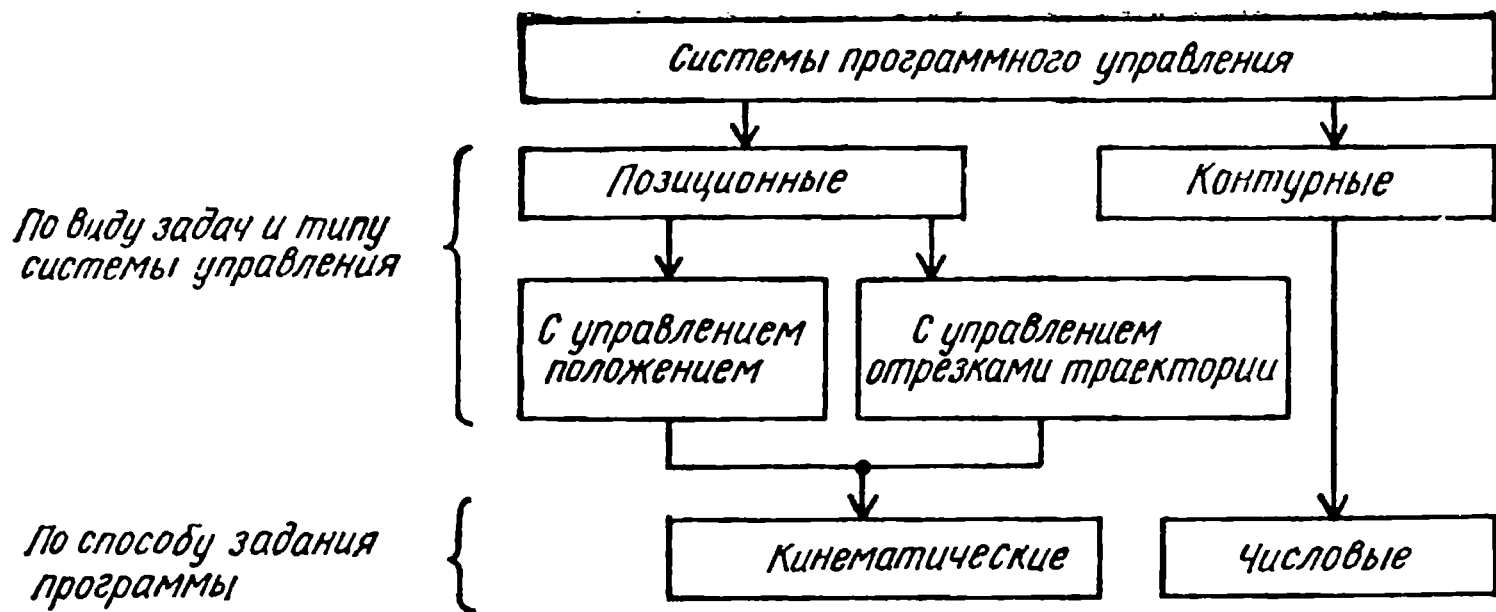 Системы программного управления
Позиционные
Контурные
По виду задач и типу
системы управления
С управлением
положением
С управлением
отрезками траектории
По способу задания
программы
Кинематические
Числовые